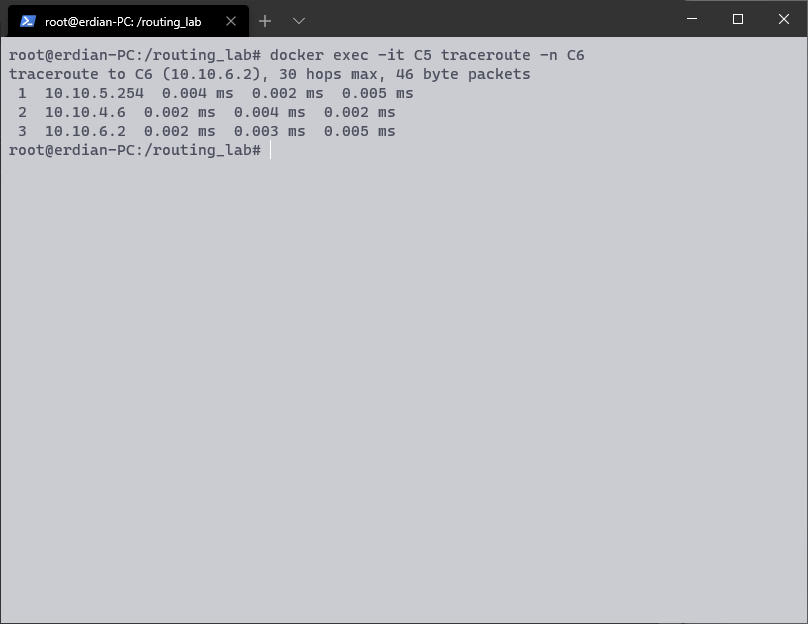 root@erdian-PC: /routing_lab
root@erdian-PC:/routing_lab# docker exec -it C5 traceroute -n C6
traceroute to C6 (10.10.6.2), 30 hops max, 46 byte packets
 1  10.10.5.254  0.004 ms  0.002 ms  0.005 ms
 2  10.10.4.6  0.002 ms  0.004 ms  0.002 ms
 3  10.10.6.2  0.002 ms  0.003 ms  0.005 ms
root@erdian-PC:/routing_lab#